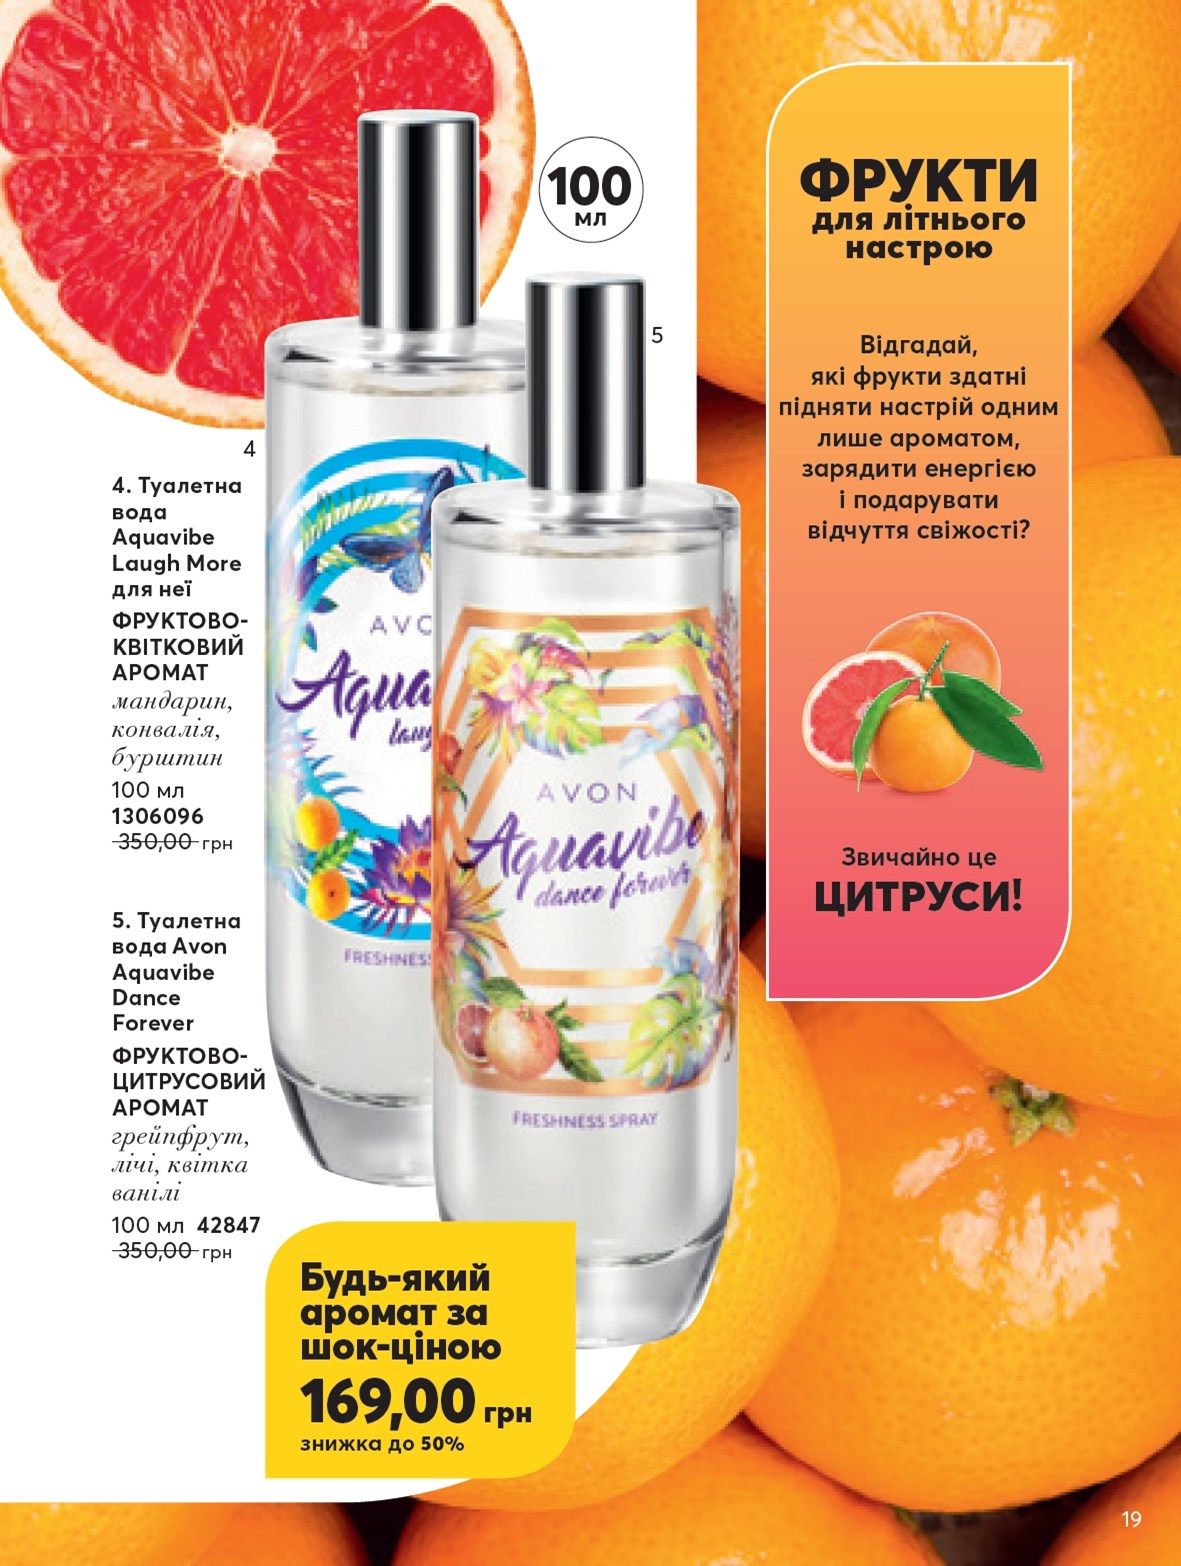 100
мл
5
4
4. Туалетна
вода
Aquavibe
Laugh More
для неї
ФРУКТОВО-
КВІТКОВИЙ
АРОМАТ
мандарин,
конвалія,
бурштин
100 мл
1306096
350,00 грн
5. Туалетна
вода Avon
Aquavibe
Dance
Forever
ФРУКТОВО-
ЦИТРУСОВИЙ
АРОМАТ
грейпфрут,
лічі, квітка
ванілі
100 мл 42847
350,00 грн
AVO
Aqua
laug
FRESHNESS
AVON
Aquavibe
dance forever
FRESHNESS SPRAY
Будь-який
аромат за
шок-ціною
169,00 грн
знижка до 50%
ФРУКТИ
для літнього
настрою
Відгадай,
які фрукти здатні
підняти настрій одним
лише ароматом,
зарядити енергією
і подарувати
відчуття свіжості?
Звичайно це
ЦИТРУСИ!
19